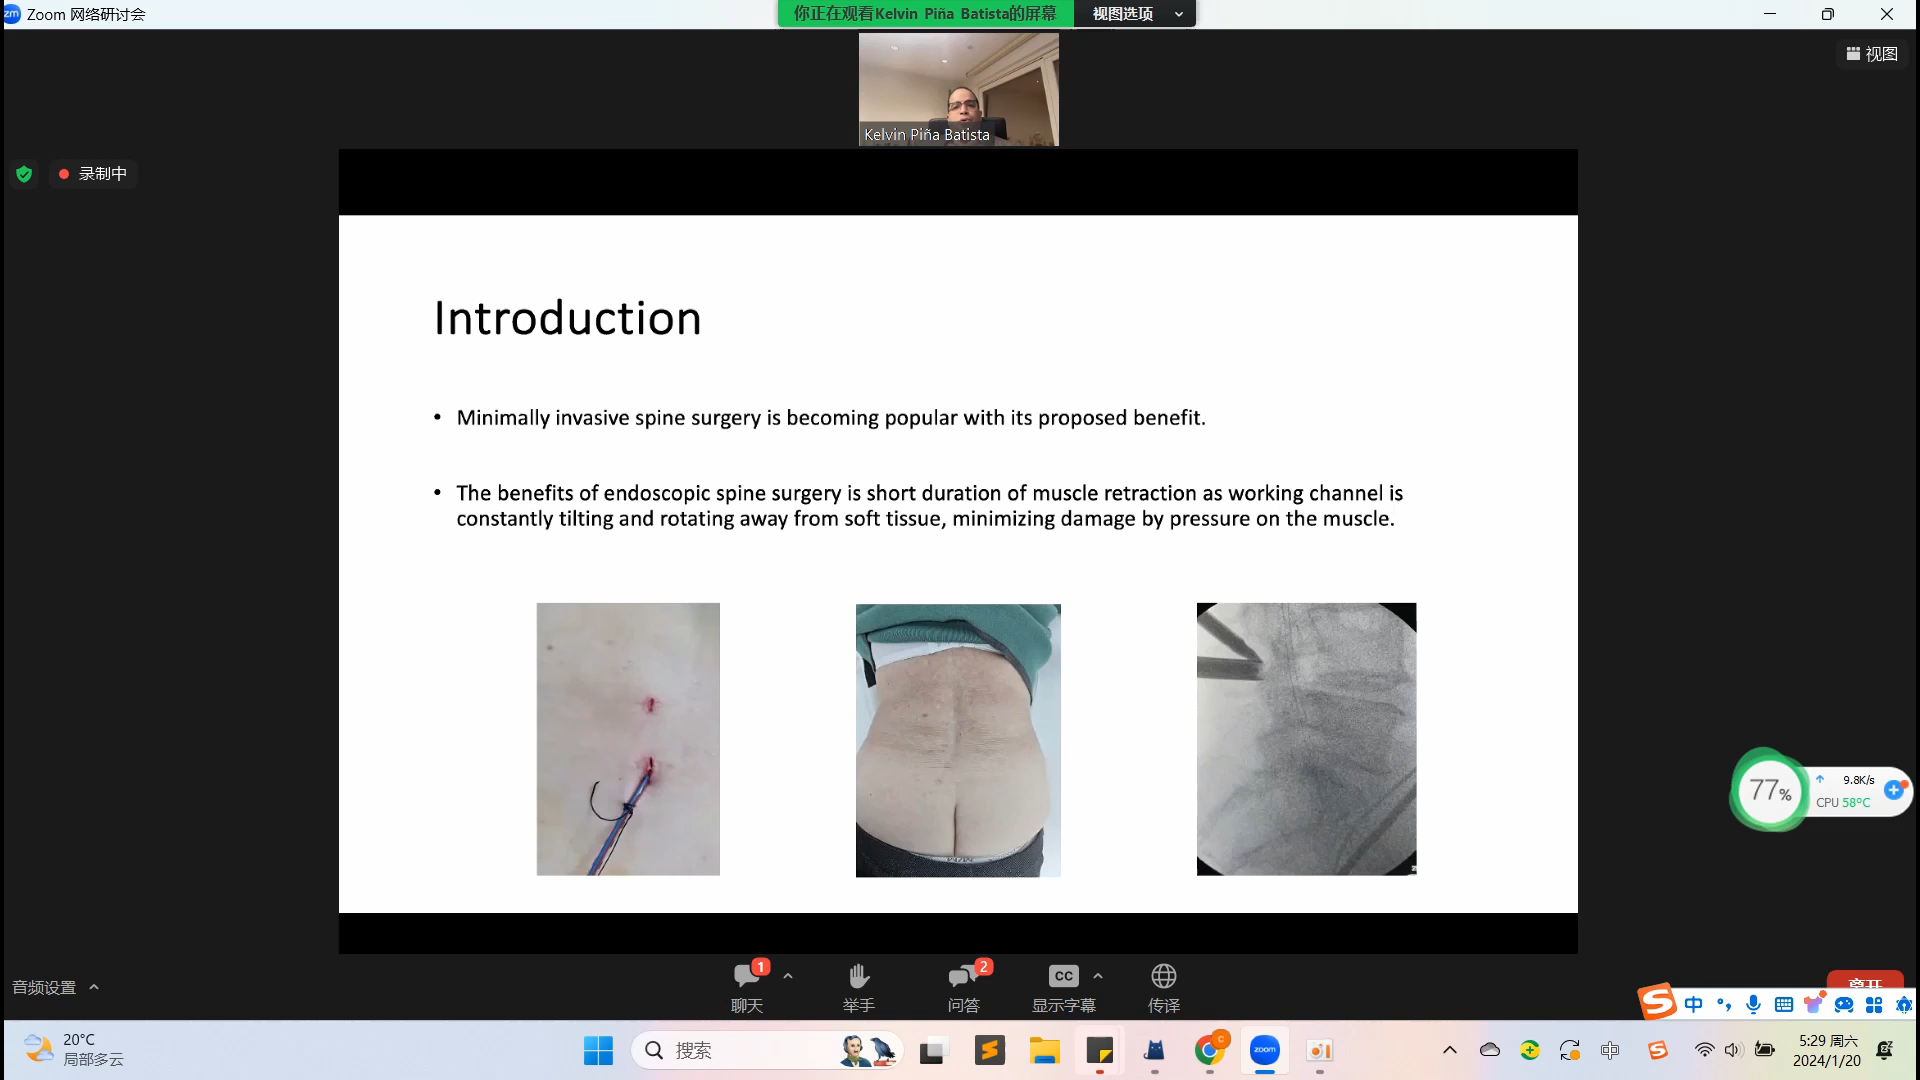 Zoom 网络研讨会
你正在观看Kelvin Piña Batista的屏幕
视图选项
视图
Kelvin Piña Batista
录制中
Introduction
• Minimally invasive spine surgery is becoming popular with its proposed benefit.
• The benefits of endoscopic spine surgery is short duration of muscle retraction as working channel is
constantly tilting and rotating away from soft tissue, minimizing damage by pressure on the muscle.
77%
9.8K/s
CPU 58°C
音频设置
1
聊天
举手
2
问答
CC
显示字幕
传译
离开
中
20°C
局部多云
搜索
zoom
中
5:29 周六
2024/1/20